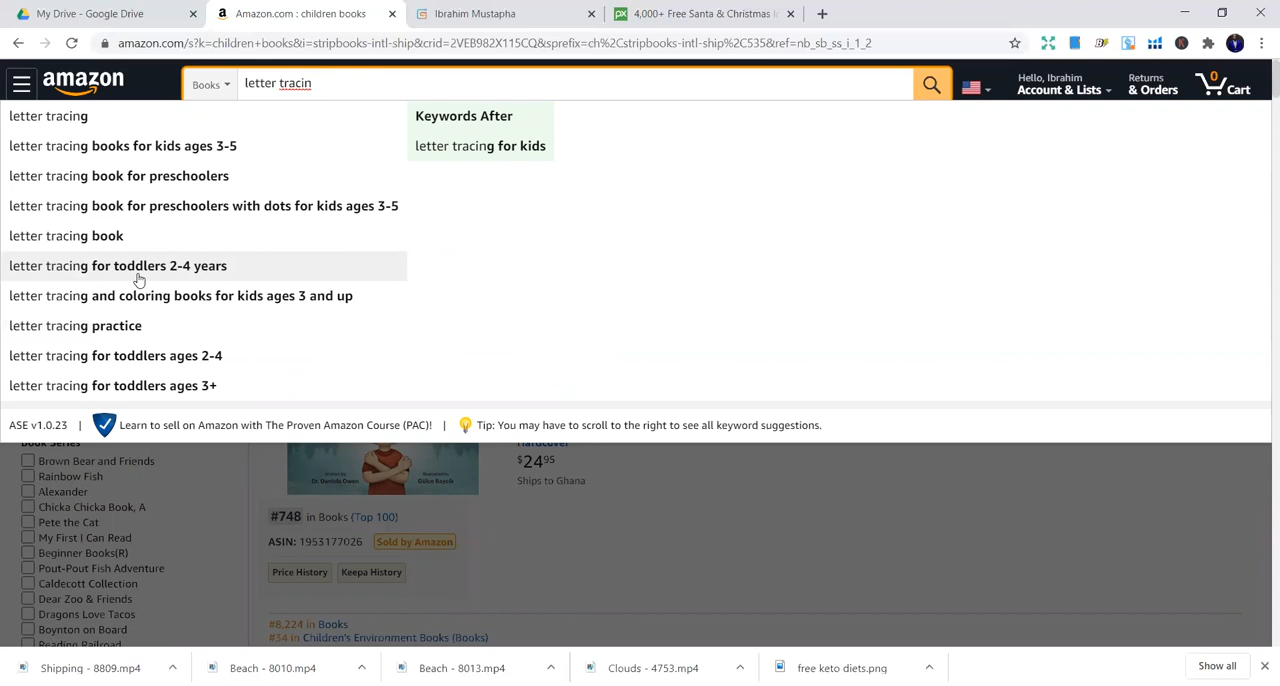 My Drive - Google Drive
Amazon.com : children books
Ibrahim Mustapha
4,000+ Free Santa & Christmas
amazon.com/s?k=children+books&i=stripbooks-intl-ship&crid=2VEB982X115CQ&sprefix=ch%2Cstripbooks-intl-ship%2C535&ref=nb_sb_ss_i_1_2
amazon
Books
letter tracin
Hello, Ibrahim
Account & Lists
Returns
& Orders
0
Cart
letter tracing
letter tracing books for kids ages 3-5
letter tracing book for preschoolers
letter tracing book for preschoolers with dots for kids ages 3-5
letter tracing book
letter tracing for toddlers 2-4 years
letter tracing and coloring books for kids ages 3 and up
letter tracing practice
letter tracing for toddlers ages 2-4
letter tracing for toddlers ages 3+
Keywords After
letter tracing for kids
ASE v1.0.23 | Learn to sell on Amazon with The Proven Amazon Course (PAC)! | Tip: You may have to scroll to the right to see all keyword suggestions.
Book Series
Brown Bear and Friends
Rainbow Fish
Alexander
Chicka Chicka Book, A
Pete the Cat
My First I Can Read
Beginner Books(R)
Pout-Pout Fish Adventure
Caldecott Collection
Dear Zoo & Friends
Dragons Love Tacos
Boynton on Board
Reading Railroad
Written by
Dr. Daniela Owen
Illustrated by
Gülce Baycik
Hardcover
$24.95
Ships to Ghana
#748 in Books (Top 100)
ASIN: 1953177026 Sold by Amazon
Price History
Keepa History
#8,224 in Books
#34 in Children's Environment Books (Books)
Shipping - 8809.mp4
Beach - 8010.mp4
Beach - 8013.mp4
Clouds - 4753.mp4
free keto diets.png
Show all